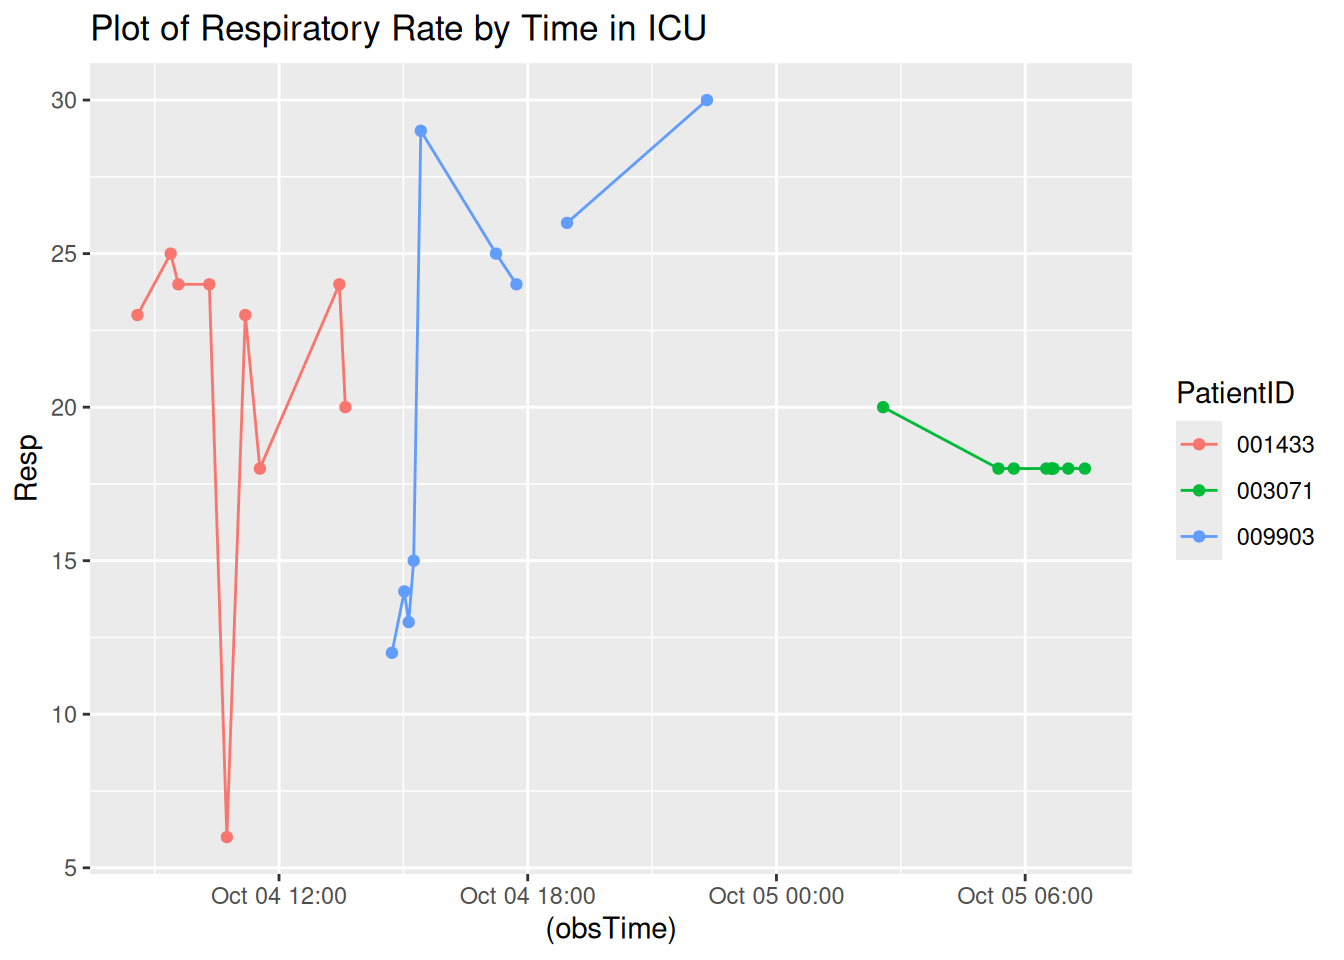 Plot of Respiratory Rate by Time in ICU
30
25
20
15
10
5
Resp
Oct 04 12:00 Oct 04 18:00 Oct 05 00:00 Oct 05 06:00
(obsTime)
PatientID
001433
003071
009903